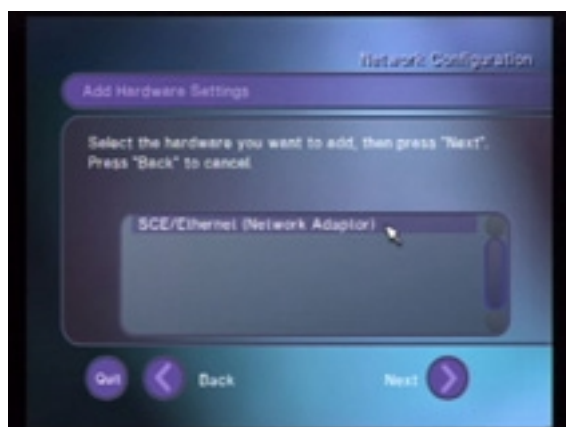 Network Configuration
Add Hardware Settings
Select the hardware you want to add, then press "Next".
Press "Back" to cancel.
SCE/Ethernet (Network Adaptor)
Quit
Back
Next